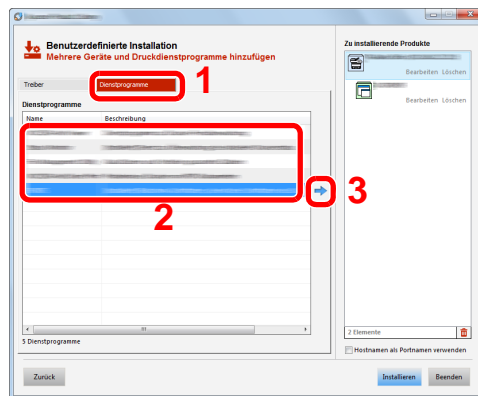 Benutzerdefinierte Installation
Mehrere Geräte und Druckdienstprogramme hinzufügen
Treiber
Dienstprogramme
1
Dienstprogramme
Name Beschreibung
2
3
5 Dienstprogramme
Zu installierende Produkte
Bearbeiten Löschen
Bearbeiten Löschen
2 Elemente
Hostnamen als Portnamen verwenden
Zurück
Installieren
Beenden